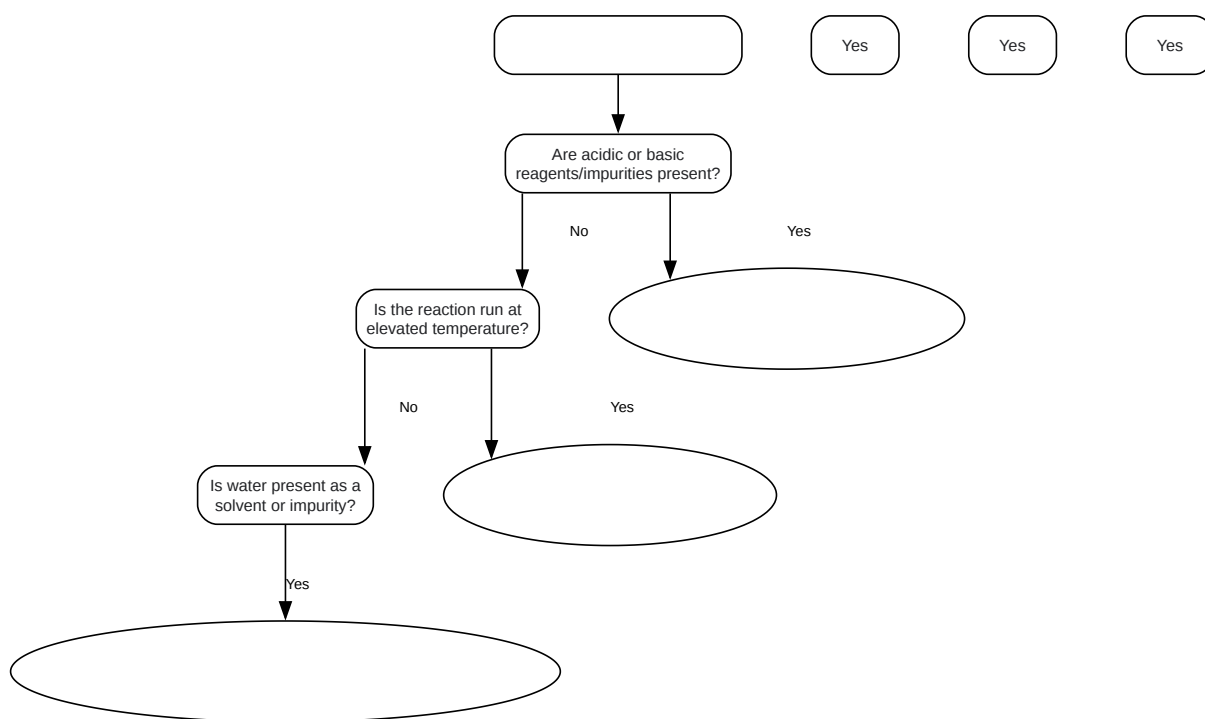 Yes
Yes
Yes
Are acidic or basic
reagents/impurities present?
No
Yes
Is the reaction run at
elevated temperature?
No
Yes
Is water present as a
solvent or impurity?
Yes